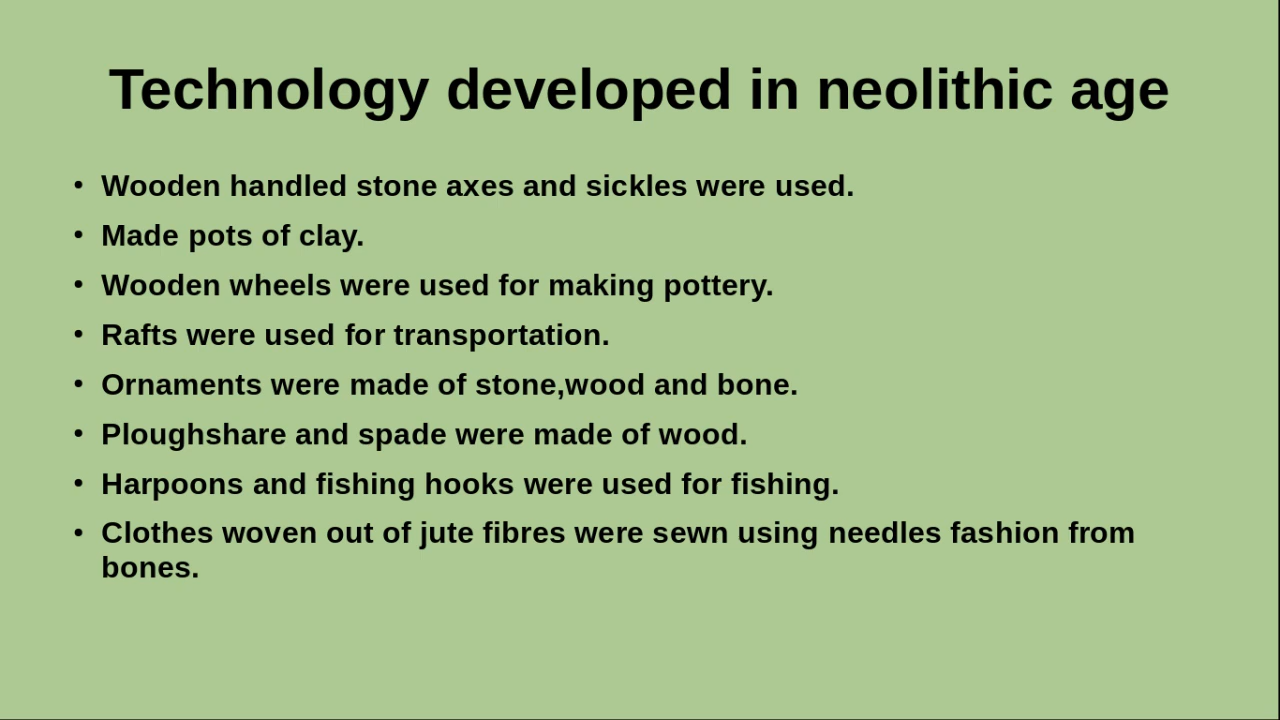 Technology developed in neolithic age
• Wooden handled stone axes and sickles were used.
• Made pots of clay.
• Wooden wheels were used for making pottery.
• Rafts were used for transportation.
• Ornaments were made of stone,wood and bone.
• Ploughshare and spade were made of wood.
• Harpoons and fishing hooks were used for fishing.
• Clothes woven out of jute fibres were sewn using needles fashion from
bones.